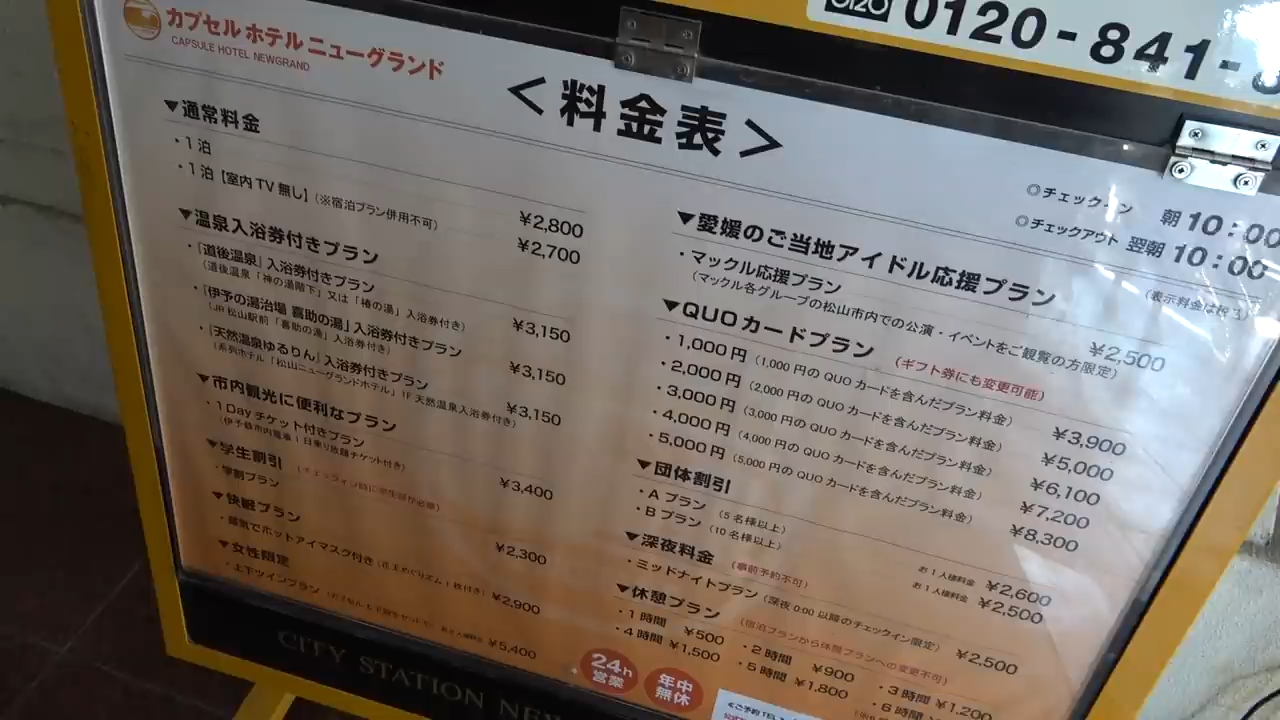 0120-841-
カプセルホテルニューグランド
CAPSULE HOTEL NEWGRAND
＜料金表＞
◎チェックイン 朝10：00
◎チェックアウト 翌朝10：00
（表示料金は税
▼通常料金
・1泊 ¥2,800
・1泊【室内TV無し】（※宿泊プラン併用不可） ¥2,700
▼温泉入浴券付きプラン
・『道後温泉』入浴券付きプラン ¥3,150
（道後温泉「神の湯階下」又は「椿の湯」入浴券付き）
・『伊予の湯治場 喜助の湯』入浴券付きプラン ¥3,150
（JR松山駅前「喜助の湯」入浴券付き）
・『天然温泉ゆるりん』入浴券付きプラン ¥3,150
（系列ホテル「松山ニューグランドホテル」1F 天然温泉入浴券付き）
▼市内観光に便利なプラン
・1Dayチケット付きプラン ¥3,400
（伊予鉄市内電車1日乗り放題チケット付き）
▼学生割引（チェックイン時に学生証が必要）
・学割プラン ¥2,300
▼快眠プラン
・蒸気でホットアイマスク付き（花王めぐりズム1枚付き） ¥2,900
▼女性限定
・上下ツインプラン ¥5,400
▼愛媛のご当地アイドル応援プラン
・マックル応援プラン ¥2,500
（マックル各グループの松山市内での公演・イベントをご観覧の方限定）
▼QUOカードプラン（ギフト券にも変更可能）
・1,000円（1,000円のQUOカードを含んだプラン料金） ¥3,900
・2,000円（2,000円のQUOカードを含んだプラン料金） ¥5,000
・3,000円（3,000円のQUOカードを含んだプラン料金） ¥6,100
・4,000円（4,000円のQUOカードを含んだプラン料金） ¥7,200
・5,000円（5,000円のQUOカードを含んだプラン料金） ¥8,300
▼団体割引
・Aプラン（5名様以上） お1人様料金 ¥2,600
・Bプラン（10名様以上） お1人様料金 ¥2,500
▼深夜料金（事前予約不可）
・ミッドナイトプラン（深夜0:00以降のチェックイン限定） ¥2,500
▼休憩プラン（宿泊プランから休憩プランへの変更不可）
・1時間 ¥500 ・2時間 ¥900 ・3時間 ¥1,200
・4時間 ¥1,500 ・5時間 ¥1,800 ・6時間
24h営業
年中無休
CITY STATION NEW